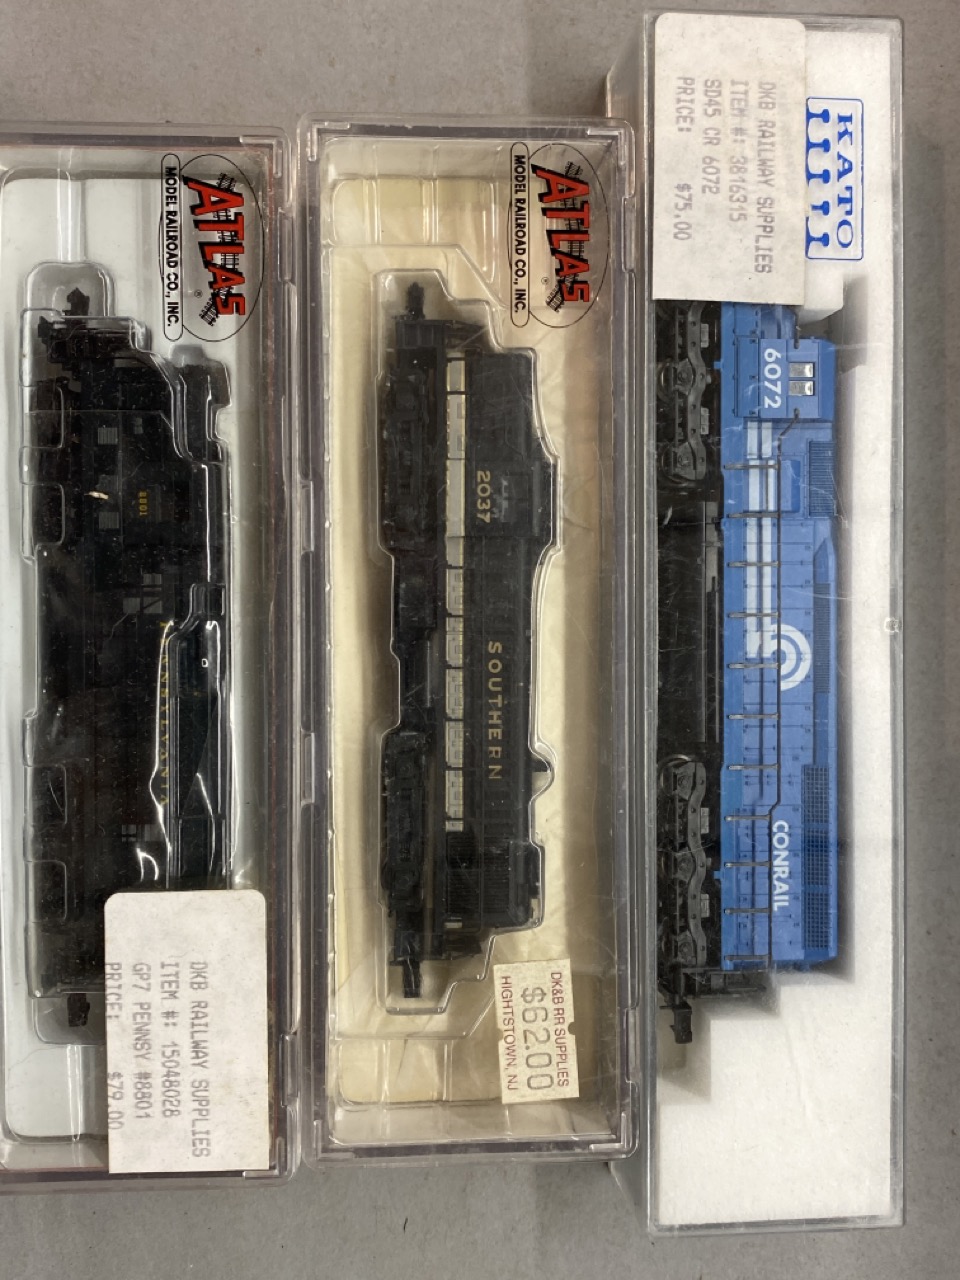 ATLAS
®
MODEL RAILROAD CO., INC.
8801
PENNSYLVANIA
DKB RAILWAY SUPPLIES
ITEM #: 15048028
GP7 PENNSY #8801
PRICE: $79.00
ATLAS
®
MODEL RAILROAD CO., INC.
2037
SOUTHERN
DK&B RR SUPPLIES
$62.00
HIGHTSTOWN, NJ
KATO
DKB RAILWAY SUPPLIES
ITEM #: 3816315
SD45 CR 6072
PRICE: $75.00
6072
CONRAIL